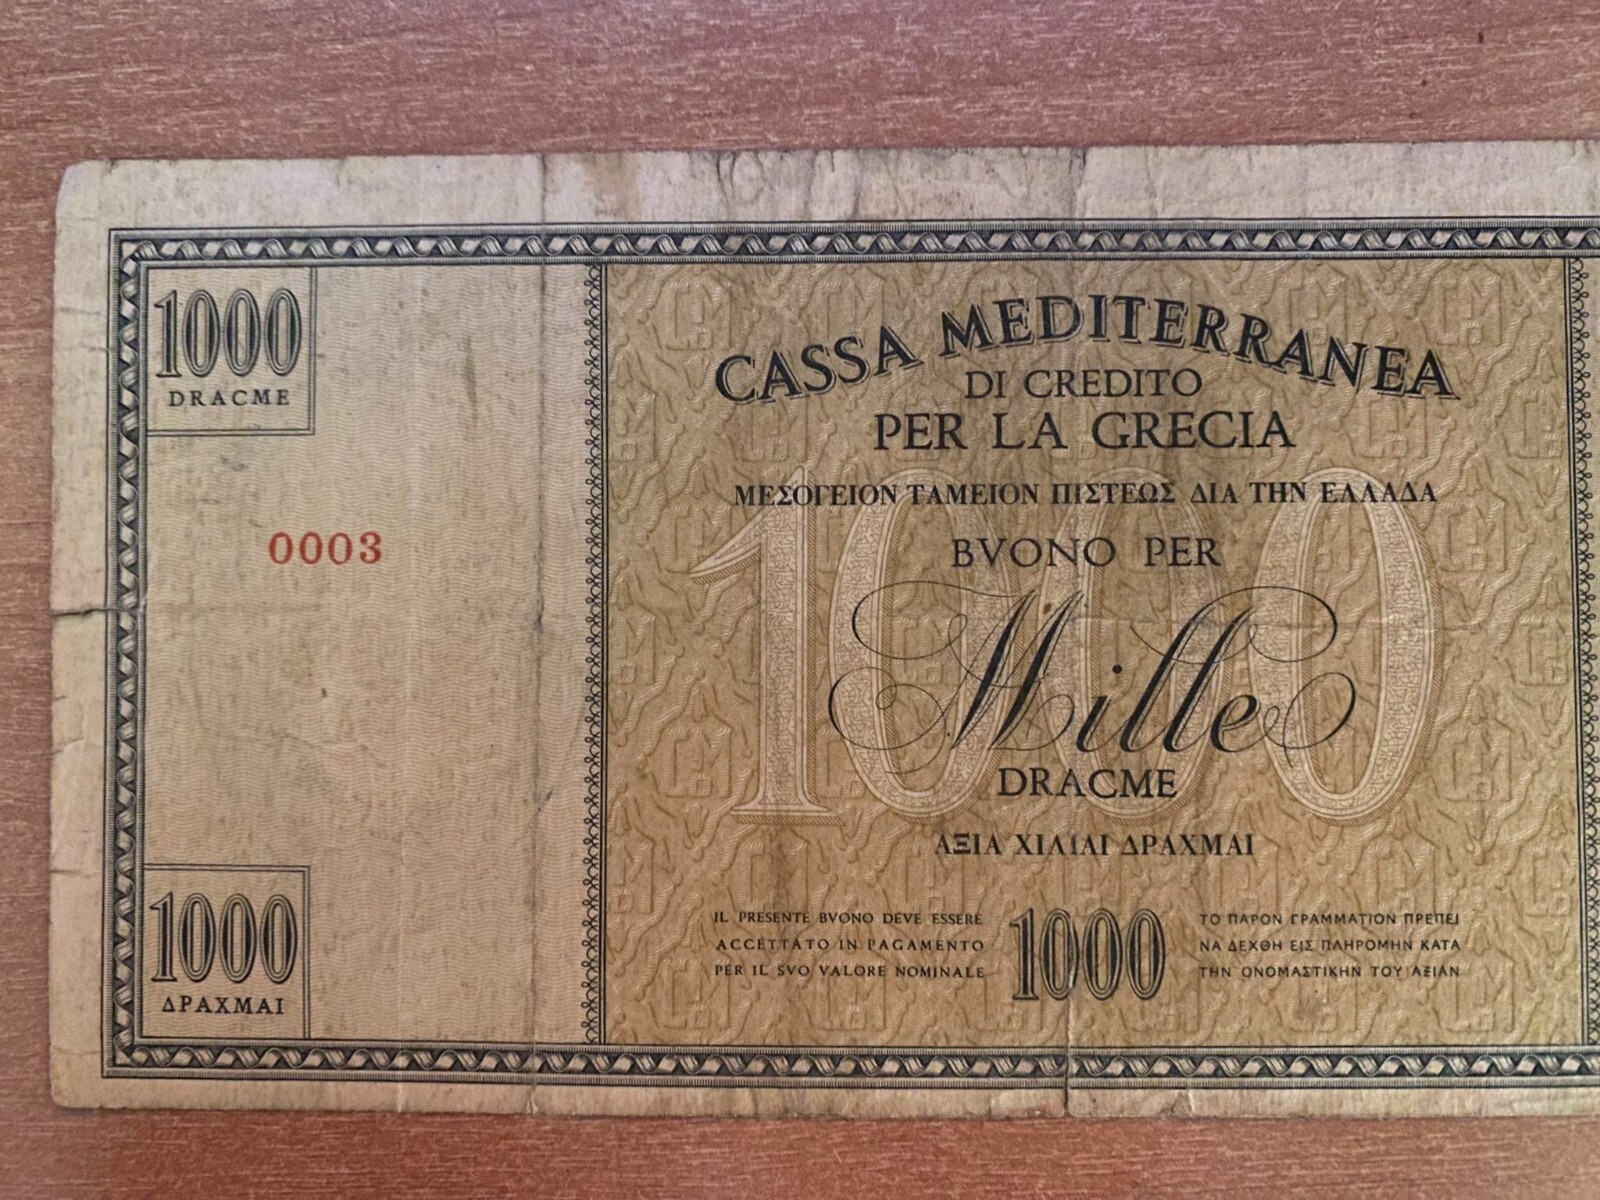 1000
DRACME
CASSA MEDITERRANEA
DI CREDITO
PER LA GRECIA
ΜΕΣΟΓΕΙΟΝ ΤΑΜΕΙΟΝ ΠΙΣΤΕΩΣ ΔΙΑ ΤΗΝ ΕΛΛΑΔΑ
0003
BVONO PER
1000
Mille
DRACME
ΑΞΙΑ ΧΙΛΙΑΙ ΔΡΑΧΜΑΙ
1000
ΔΡΑΧΜΑΙ
IL PRESENTE BVONO DEVE ESSERE
ACCETTATO IN PAGAMENTO
PER IL SVO VALORE NOMINALE
1000
ΤΟ ΠΑΡΟΝ ΓΡΑΜΜΑΤΙΟΝ ΠΡΕΠΕΙ
ΝΑ ΔΕΧΘΗ ΕΙΣ ΠΛΗΡΟΜΗΝ ΚΑΤΑ
ΤΗΝ ΟΝΟΜΑΣΤΙΚΗΝ ΤΟΥ ΑΞΙΑΝ